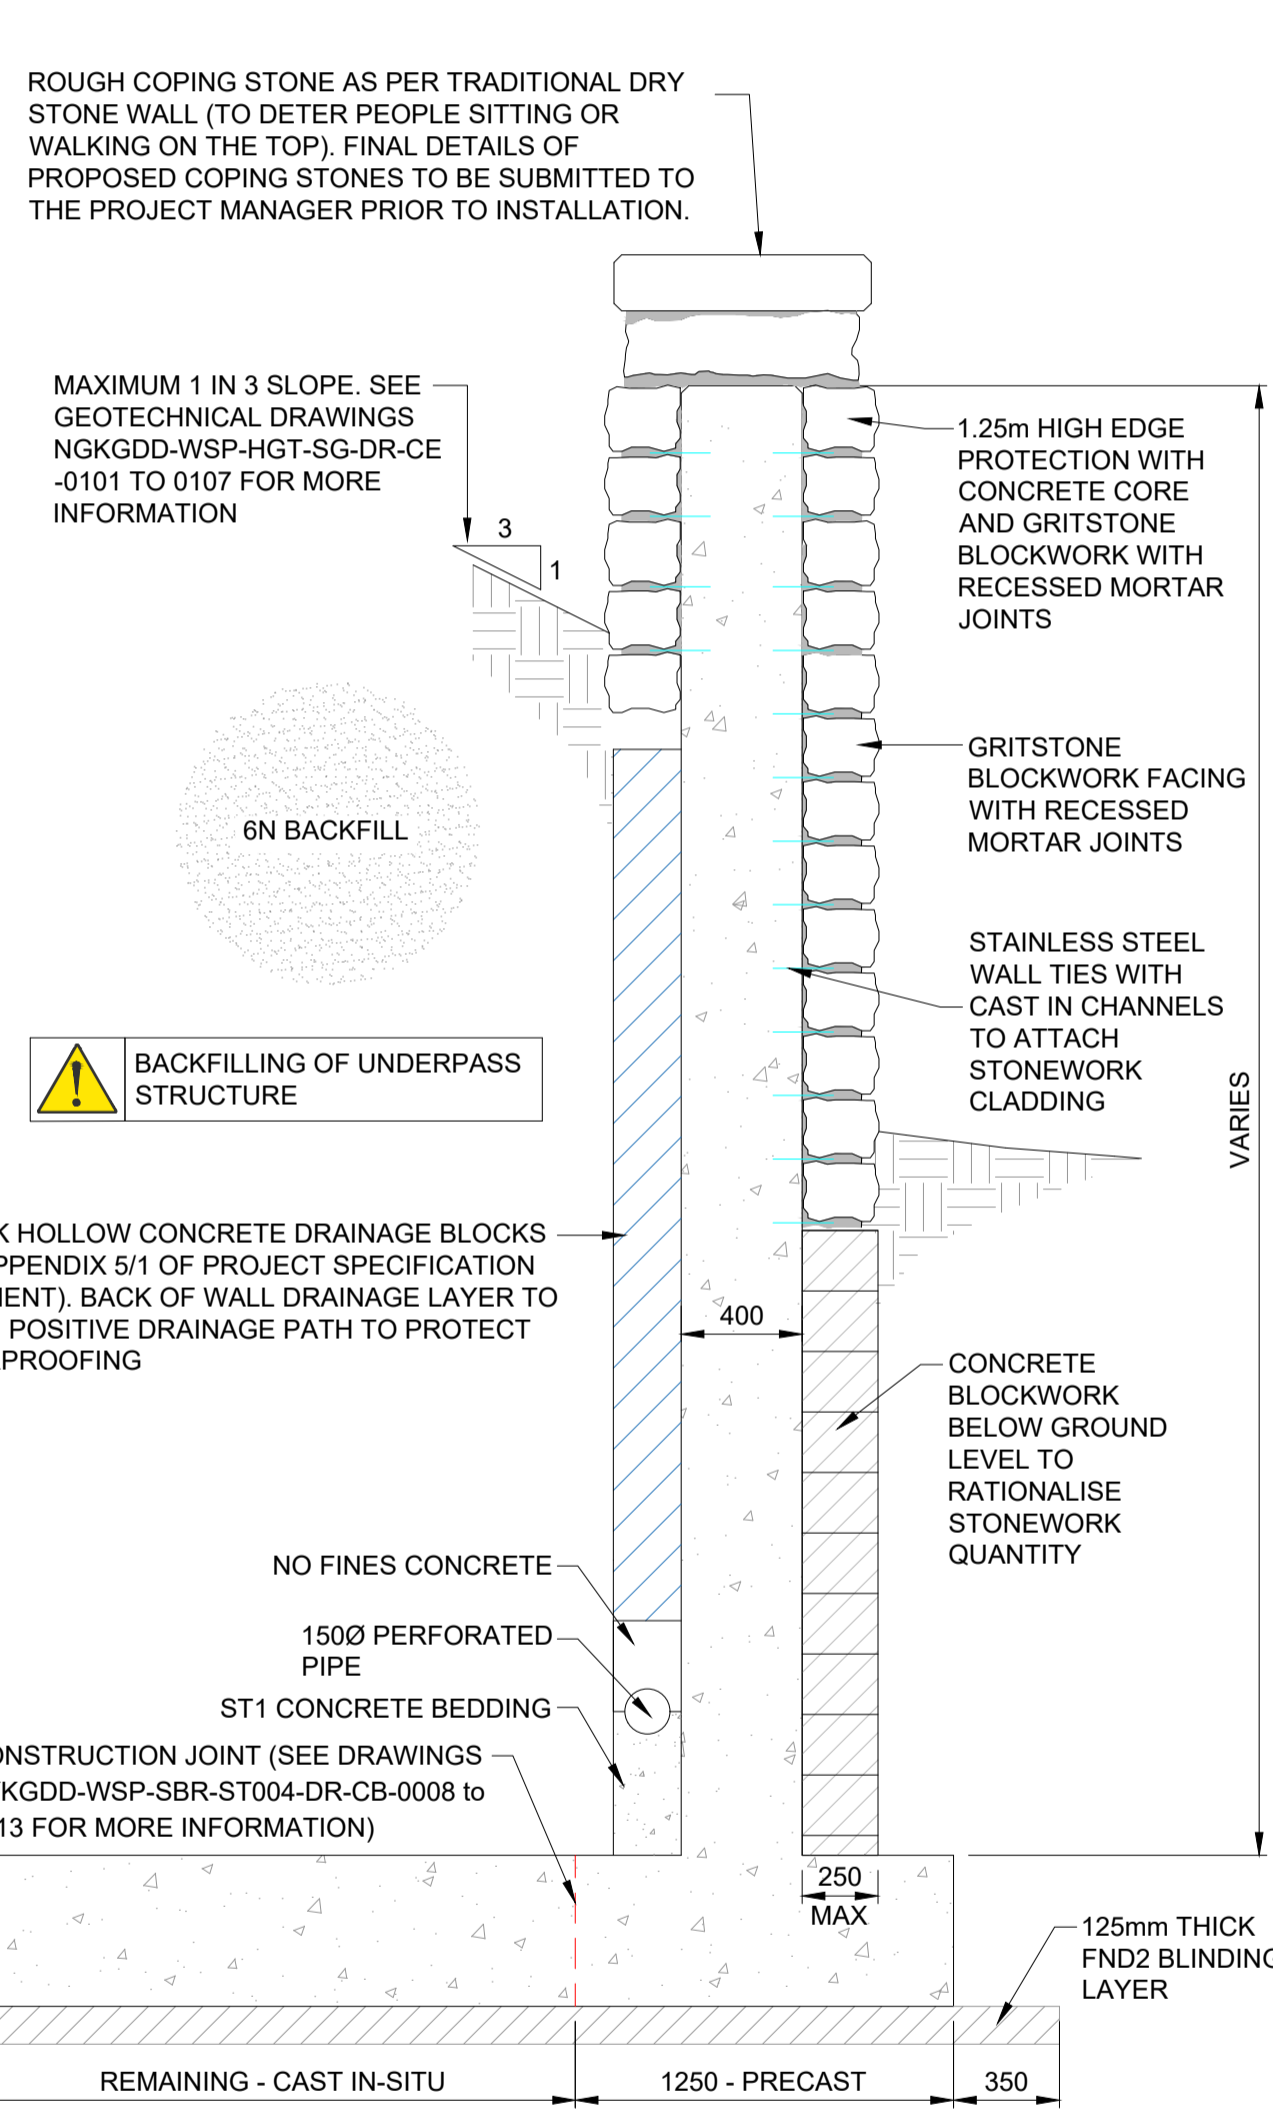 ROUGH COPING STONE AS PER TRADITIONAL DRY
STONE WALL (TO DETER PEOPLE SITTING OR
WALKING ON THE TOP). FINAL DETAILS OF
PROPOSED COPING STONES TO BE SUBMITTED TO
THE PROJECT MANAGER PRIOR TO INSTALLATION.
MAXIMUM 1 IN 3 SLOPE. SEE
GEOTECHNICAL DRAWINGS
NGKGDD-WSP-HGT-SG-DR-CE
-0101 TO 0107 FOR MORE
INFORMATION
3
1
1.25m HIGH EDGE
PROTECTION WITH
CONCRETE CORE
AND GRITSTONE
BLOCKWORK WITH
RECESSED MORTAR
JOINTS
GRITSTONE
BLOCKWORK FACING
WITH RECESSED
MORTAR JOINTS
6N BACKFILL
STAINLESS STEEL
WALL TIES WITH
CAST IN CHANNELS
TO ATTACH
STONEWORK
CLADDING
VARIES
BACKFILLING OF UNDERPASS
STRUCTURE
K HOLLOW CONCRETE DRAINAGE BLOCKS
PPENDIX 5/1 OF PROJECT SPECIFICATION
MENT). BACK OF WALL DRAINAGE LAYER TO
POSITIVE DRAINAGE PATH TO PROTECT
PROOFING
400
CONCRETE
BLOCKWORK
BELOW GROUND
LEVEL TO
RATIONALISE
STONEWORK
QUANTITY
NO FINES CONCRETE
150Ø PERFORATED
PIPE
ST1 CONCRETE BEDDING
ONSTRUCTION JOINT (SEE DRAWINGS
KGDD-WSP-SBR-ST004-DR-CB-0008 to
13 FOR MORE INFORMATION)
250
MAX
125mm THICK
FND2 BLINDING
LAYER
REMAINING - CAST IN-SITU
1250 - PRECAST
350